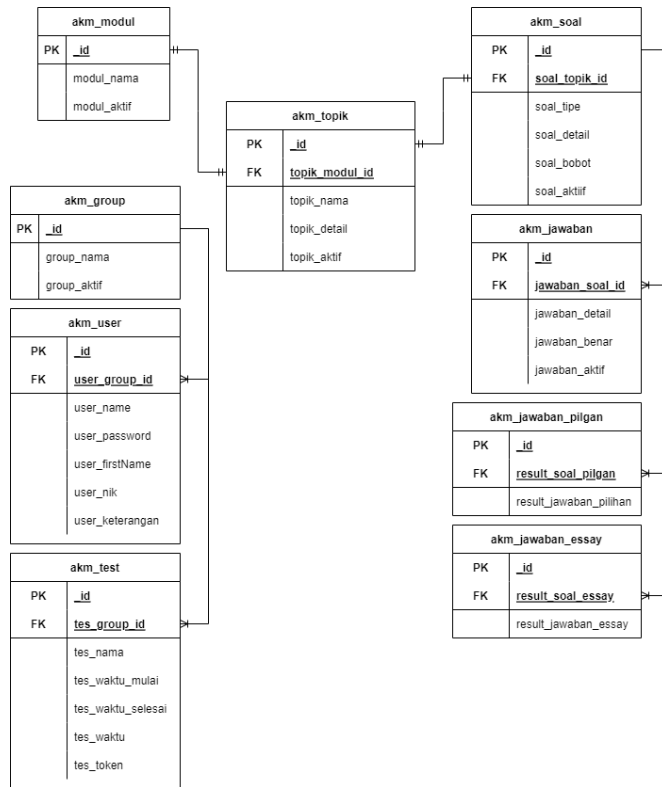 akm_modul
PK _id
modul_nama
modul_aktif
akm_group
PK _id
group_nama
group_aktif
akm_user
PK _id
FK user_group_id
user_name
user_password
user_firstName
user_nik
user_keterangan
akm_test
PK _id
FK tes_group_id
tes_nama
tes_waktu_mulai
tes_waktu_selesai
tes_waktu
tes_token
akm_topik
PK _id
FK topik_modul_id
topik_nama
topik_detail
topik_aktif
akm_soal
PK _id
FK soal_topik_id
soal_tipe
soal_detail
soal_bobot
soal_aktiif
akm_jawaban
PK _id
FK jawaban_soal_id
jawaban_detail
jawaban_benar
jawaban_aktif
akm_jawaban_pilgan
PK _id
FK result_soal_pilgan
result_jawaban_pilihan
akm_jawaban_essay
PK _id
FK result_soal_essay
result_jawaban_essay